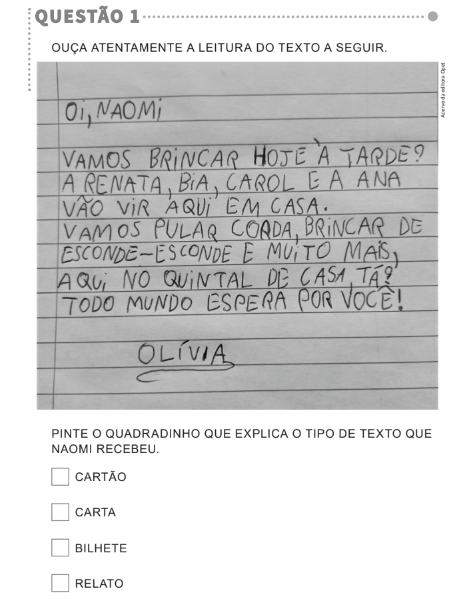 QUESTÃO 1
OUÇA ATENTAMENTE A LEITURA DO TEXTO A SEGUIR.
Acervo da editora Opet
Oi, NAOMi
VAMOS BRiNCAR HOJE À TARDE?
A RENATA, BiA, CAROL E A ANA
VÃO VIR AQUi EM CASA.
VAMOS PULAR CORDA, BRiNCAR DE
ESCONDE-ESCONDE E MUiTO MAiS,
AQUi NO QUiNTAL DE CASA, TÁ?
TODO MUNDO ESPERA POR VOCÊ!
OLÍVIA
PINTE O QUADRADINHO QUE EXPLICA O TIPO DE TEXTO QUE
NAOMI RECEBEU.
CARTÃO
CARTA
BILHETE
RELATO